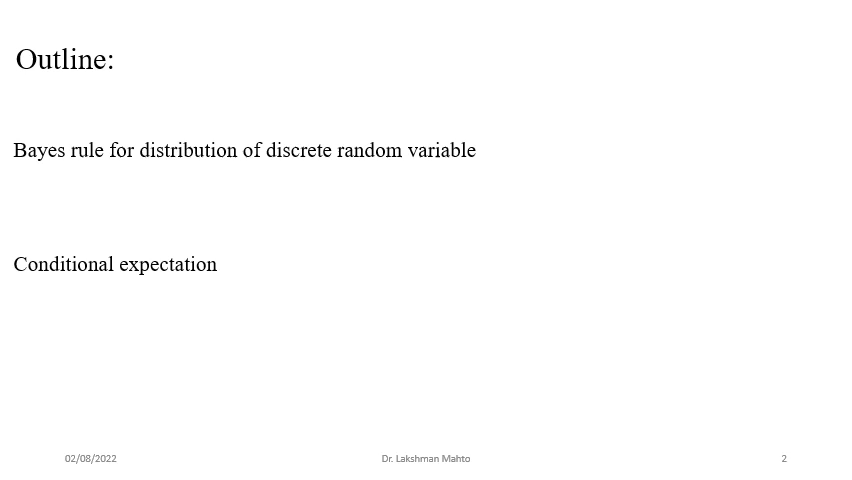 Outline:
Bayes rule for distribution of discrete random variable
Conditional expectation
02/08/2022
Dr. Lakshman Mahto
2